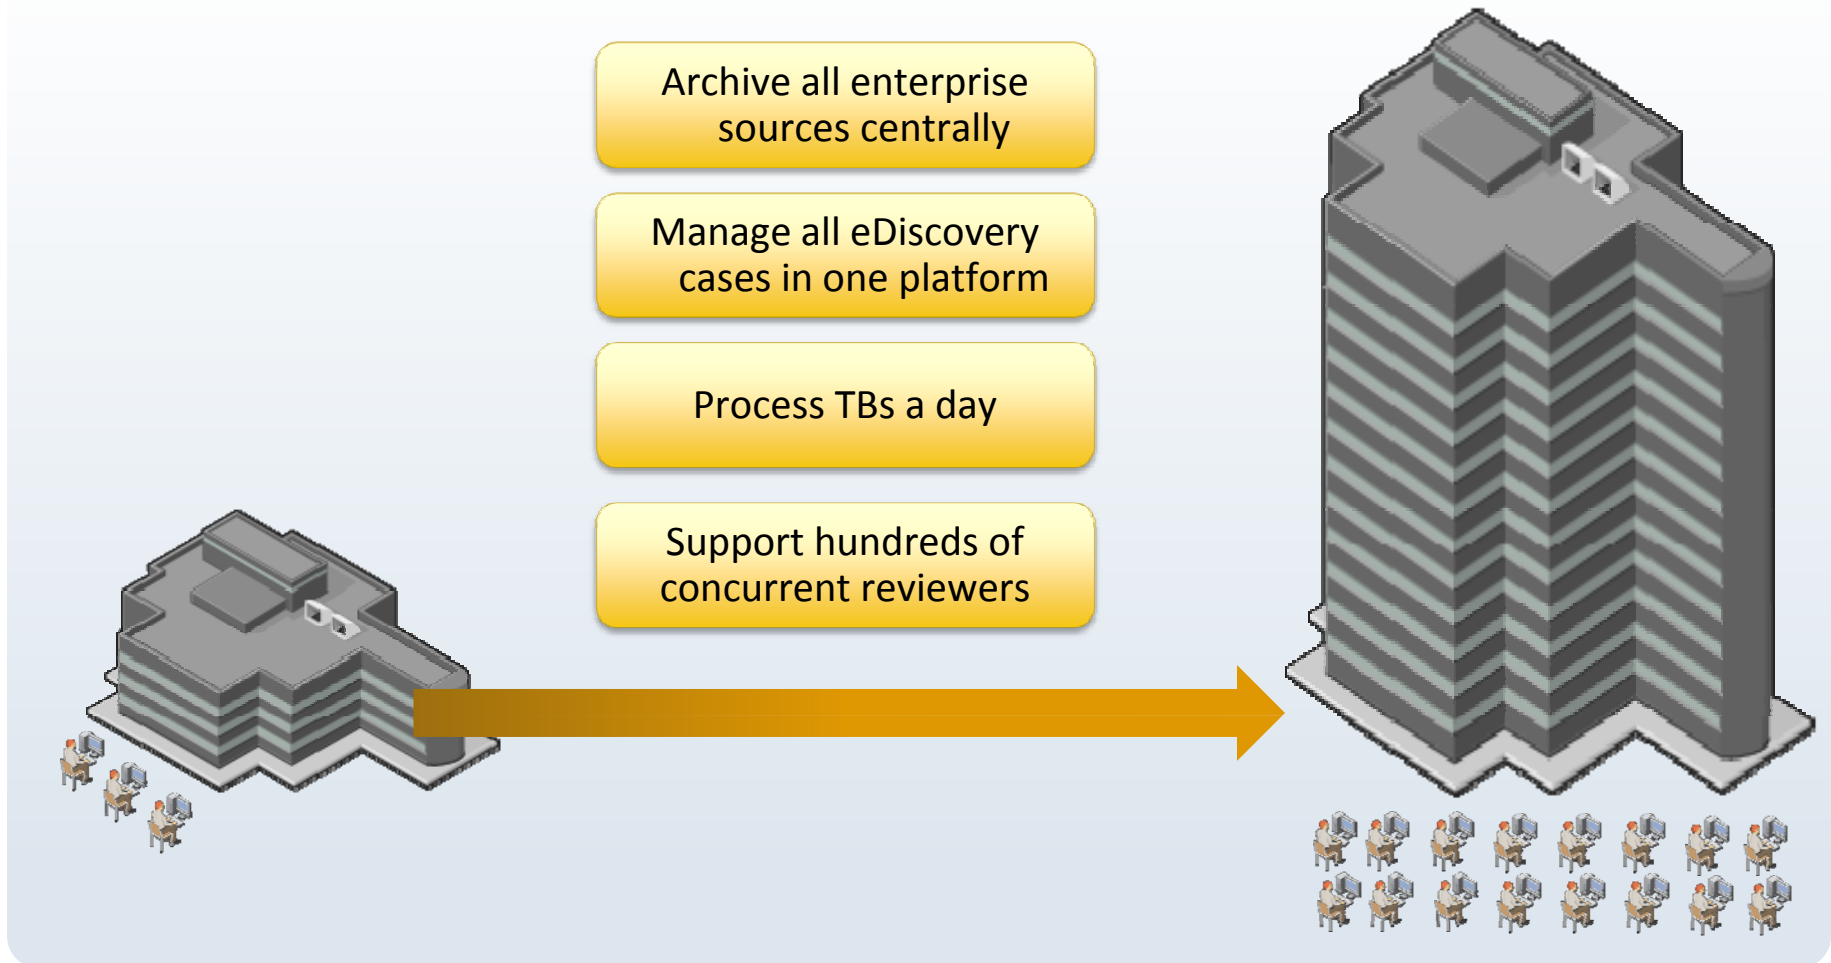 Archive all enterprise
sources centrally
Manage all eDiscovery
cases in one platform
Process TBs a day
Support hundreds of
concurrent reviewers